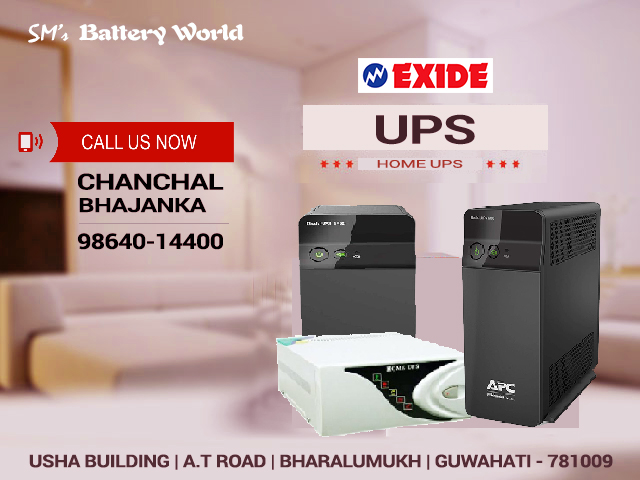 SM's Battery World
EXIDE
UPS
*** HOME UPS ***
CALL US NOW
CHANCHAL
BHAJANKA
98640-14400
APC
USHA BUILDING | A.T ROAD | BHARALUMUKH | GUWAHATI - 781009